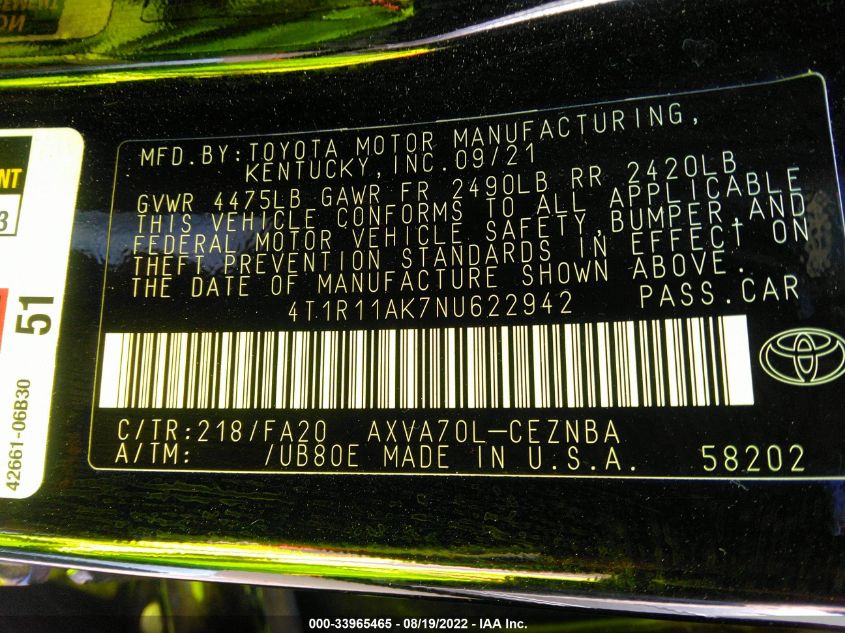 MFD.BY:TOYOTA MOTOR MANUFACTURING,
KENTUCKY,INC.09/21
GVWR 4475LB GAWR FR 2490LB RR 2420LB
THIS VEHICLE CONFORMS TO ALL APPLICABLE
FEDERAL MOTOR VEHICLE SAFETY,BUMPER,AND
THEFT PREVENTION STANDARDS IN EFFECT ON
THE DATE OF MANUFACTURE SHOWN ABOVE.
4T1R11AK7NU622942 PASS.CAR
C/TR:218/FA20 AXVA70L-CEZNBA
A/TM: /UB80E MADE IN U.S.A. 58202
NT
3
51
42661-06B30
000-33965465 - 08/19/2022 - IAA Inc.